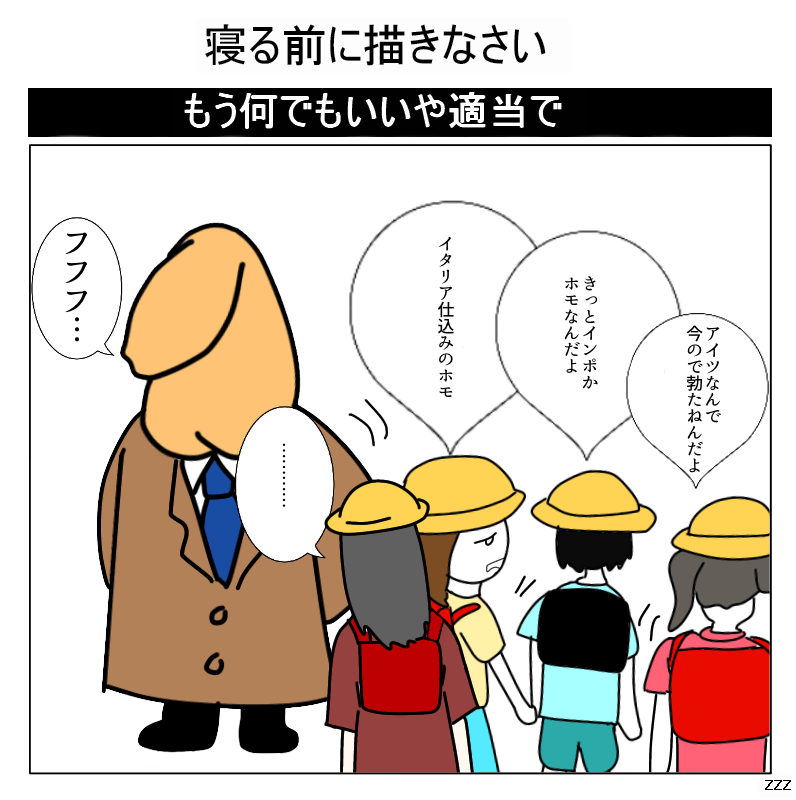 寝る前に描きなさい
もう何でもいいや適当で
アイツなんで
今ので勃たねんだよ
きっとインポか
ホモなんだよ
イタリア仕込みのホモ
…………
フフフ…
zzz